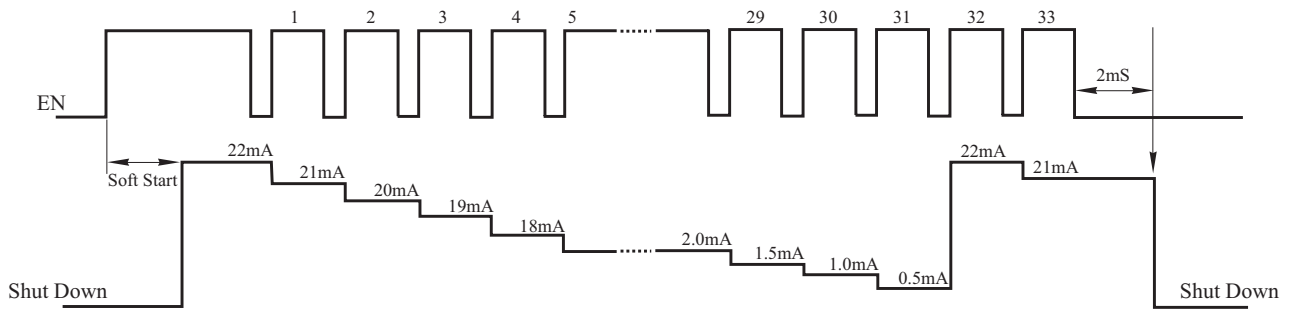 1 2 3 4 5 29 30 31 32 33
2mS
EN
22mA 22mA
Soft Start 21mA 21mA
20mA
19mA
18mA
2.0mA
1.5mA
1.0mA
0.5mA
Shut Down Shut Down